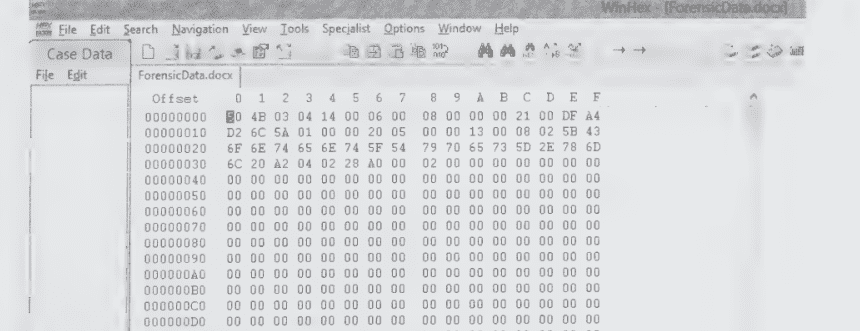 WinHex - [ForensicData.docx]
File Edit Search Navigation View Tools Specialist Options Window Help
Case Data
File Edit
ForensicData.docx
Offset 0 1 2 3 4 5 6 7 8 9 A B C D E F
00000000 50 4B 03 04 14 00 06 00 08 00 00 00 21 00 DF A4
00000010 D2 6C 5A 01 00 00 20 05 00 00 13 00 08 02 5B 43
00000020 6F 6E 74 65 6E 74 5F 54 79 70 65 73 5D 2E 78 6D
00000030 6C 20 A2 04 02 28 A0 00 02 00 00 00 00 00 00 00
00000040 00 00 00 00 00 00 00 00 00 00 00 00 00 00 00 00
00000050 00 00 00 00 00 00 00 00 00 00 00 00 00 00 00 00
00000060 00 00 00 00 00 00 00 00 00 00 00 00 00 00 00 00
00000070 00 00 00 00 00 00 00 00 00 00 00 00 00 00 00 00
00000080 00 00 00 00 00 00 00 00 00 00 00 00 00 00 00 00
00000090 00 00 00 00 00 00 00 00 00 00 00 00 00 00 00 00
000000A0 00 00 00 00 00 00 00 00 00 00 00 00 00 00 00 00
000000B0 00 00 00 00 00 00 00 00 00 00 00 00 00 00 00 00
000000C0 00 00 00 00 00 00 00 00 00 00 00 00 00 00 00 00
000000D0 00 00 00 00 00 00 00 00 00 00 00 00 00 00 00 00